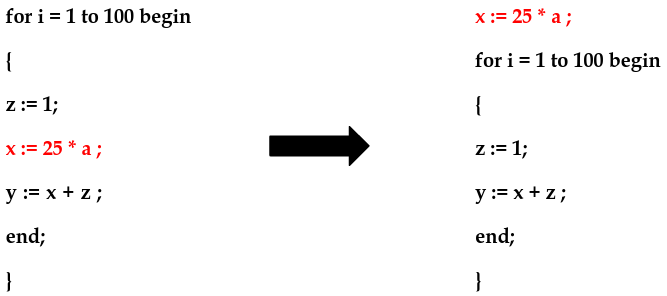 for i = 1 to 100 begin
{
z := 1;
x := 25 * a ;
y := x + z ;
end;
}
x := 25 * a ;
for i = 1 to 100 begin
{
z := 1;
y := x + z ;
end;
}